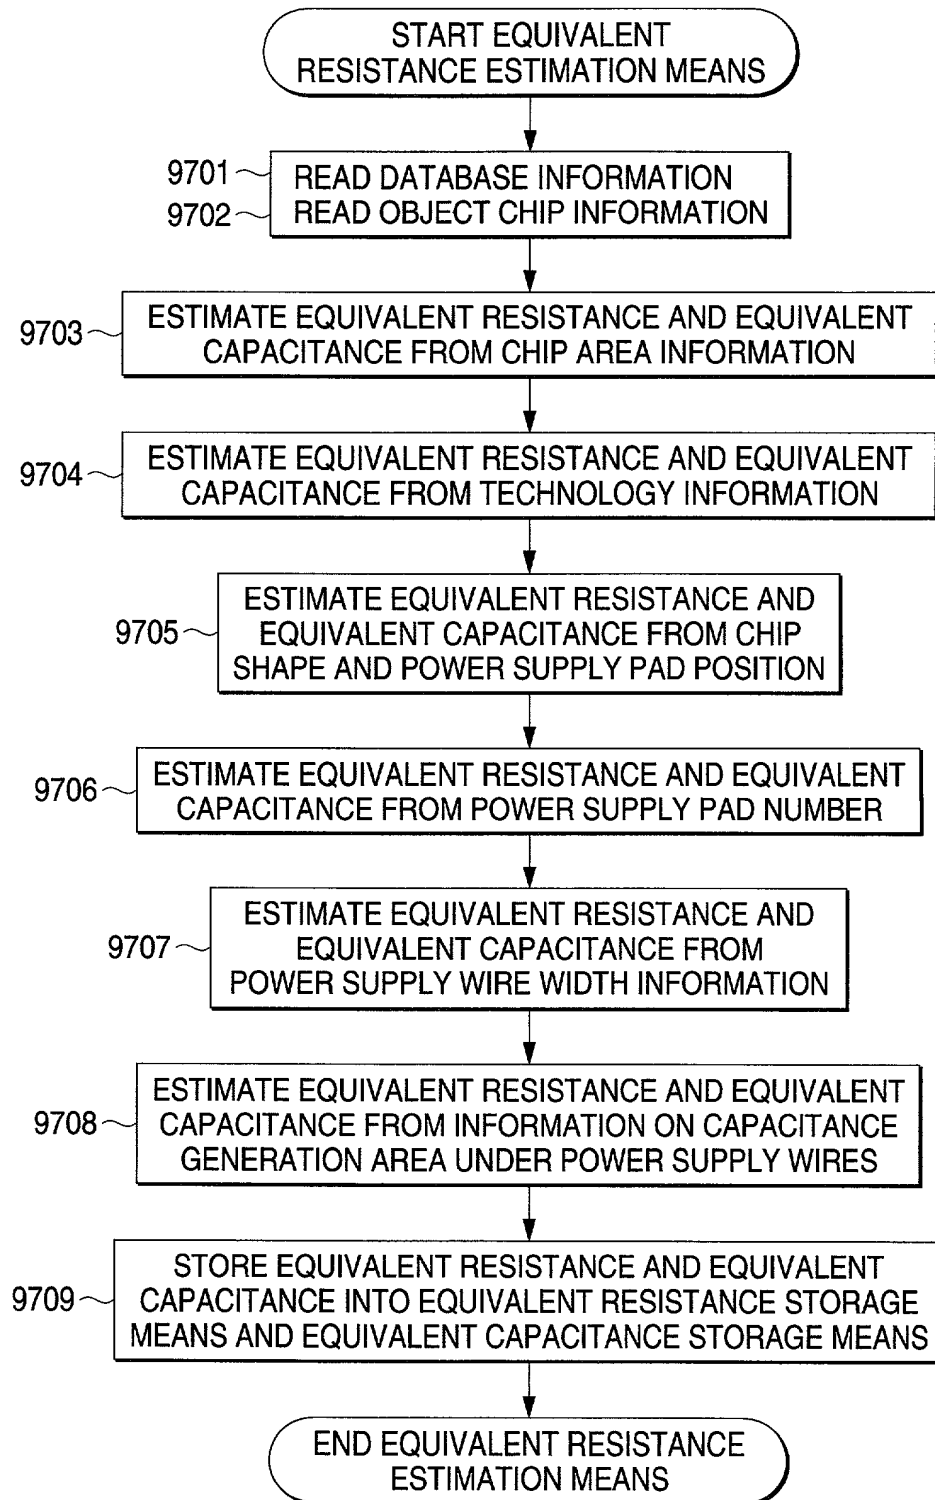 START EQUIVALENT
RESISTANCE ESTIMATION MEANS
9701
READ DATABASE INFORMATION
9702
READ OBJECT CHIP INFORMATION
9703
ESTIMATE EQUIVALENT RESISTANCE AND EQUIVALENT
CAPACITANCE FROM CHIP AREA INFORMATION
9704
ESTIMATE EQUIVALENT RESISTANCE AND EQUIVALENT
CAPACITANCE FROM TECHNOLOGY INFORMATION
9705
ESTIMATE EQUIVALENT RESISTANCE AND
EQUIVALENT CAPACITANCE FROM CHIP
SHAPE AND POWER SUPPLY PAD POSITION
9706
ESTIMATE EQUIVALENT RESISTANCE AND EQUIVALENT
CAPACITANCE FROM POWER SUPPLY PAD NUMBER
9707
ESTIMATE EQUIVALENT RESISTANCE AND
EQUIVALENT CAPACITANCE FROM
POWER SUPPLY WIRE WIDTH INFORMATION
9708
ESTIMATE EQUIVALENT RESISTANCE AND EQUIVALENT
CAPACITANCE FROM INFORMATION ON CAPACITANCE
GENERATION AREA UNDER POWER SUPPLY WIRES
9709
STORE EQUIVALENT RESISTANCE AND EQUIVALENT
CAPACITANCE INTO EQUIVALENT RESISTANCE STORAGE
MEANS AND EQUIVALENT CAPACITANCE STORAGE MEANS
END EQUIVALENT RESISTANCE
ESTIMATION MEANS